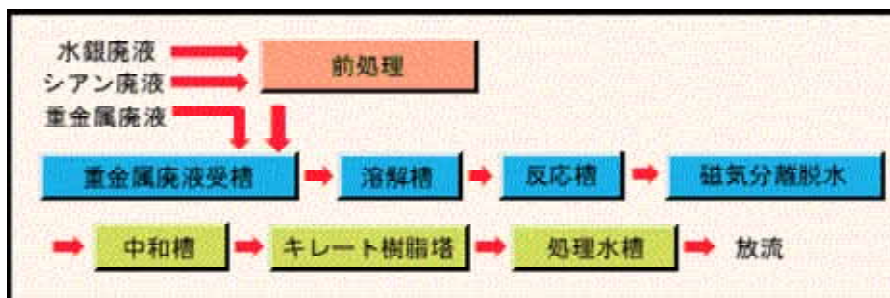 水銀廃液
シアン廃液
重金属廃液
前処理
重金属廃液受槽
溶解槽
反応槽
磁気分離脱水
中和槽
キレート樹脂塔
処理水槽
放流